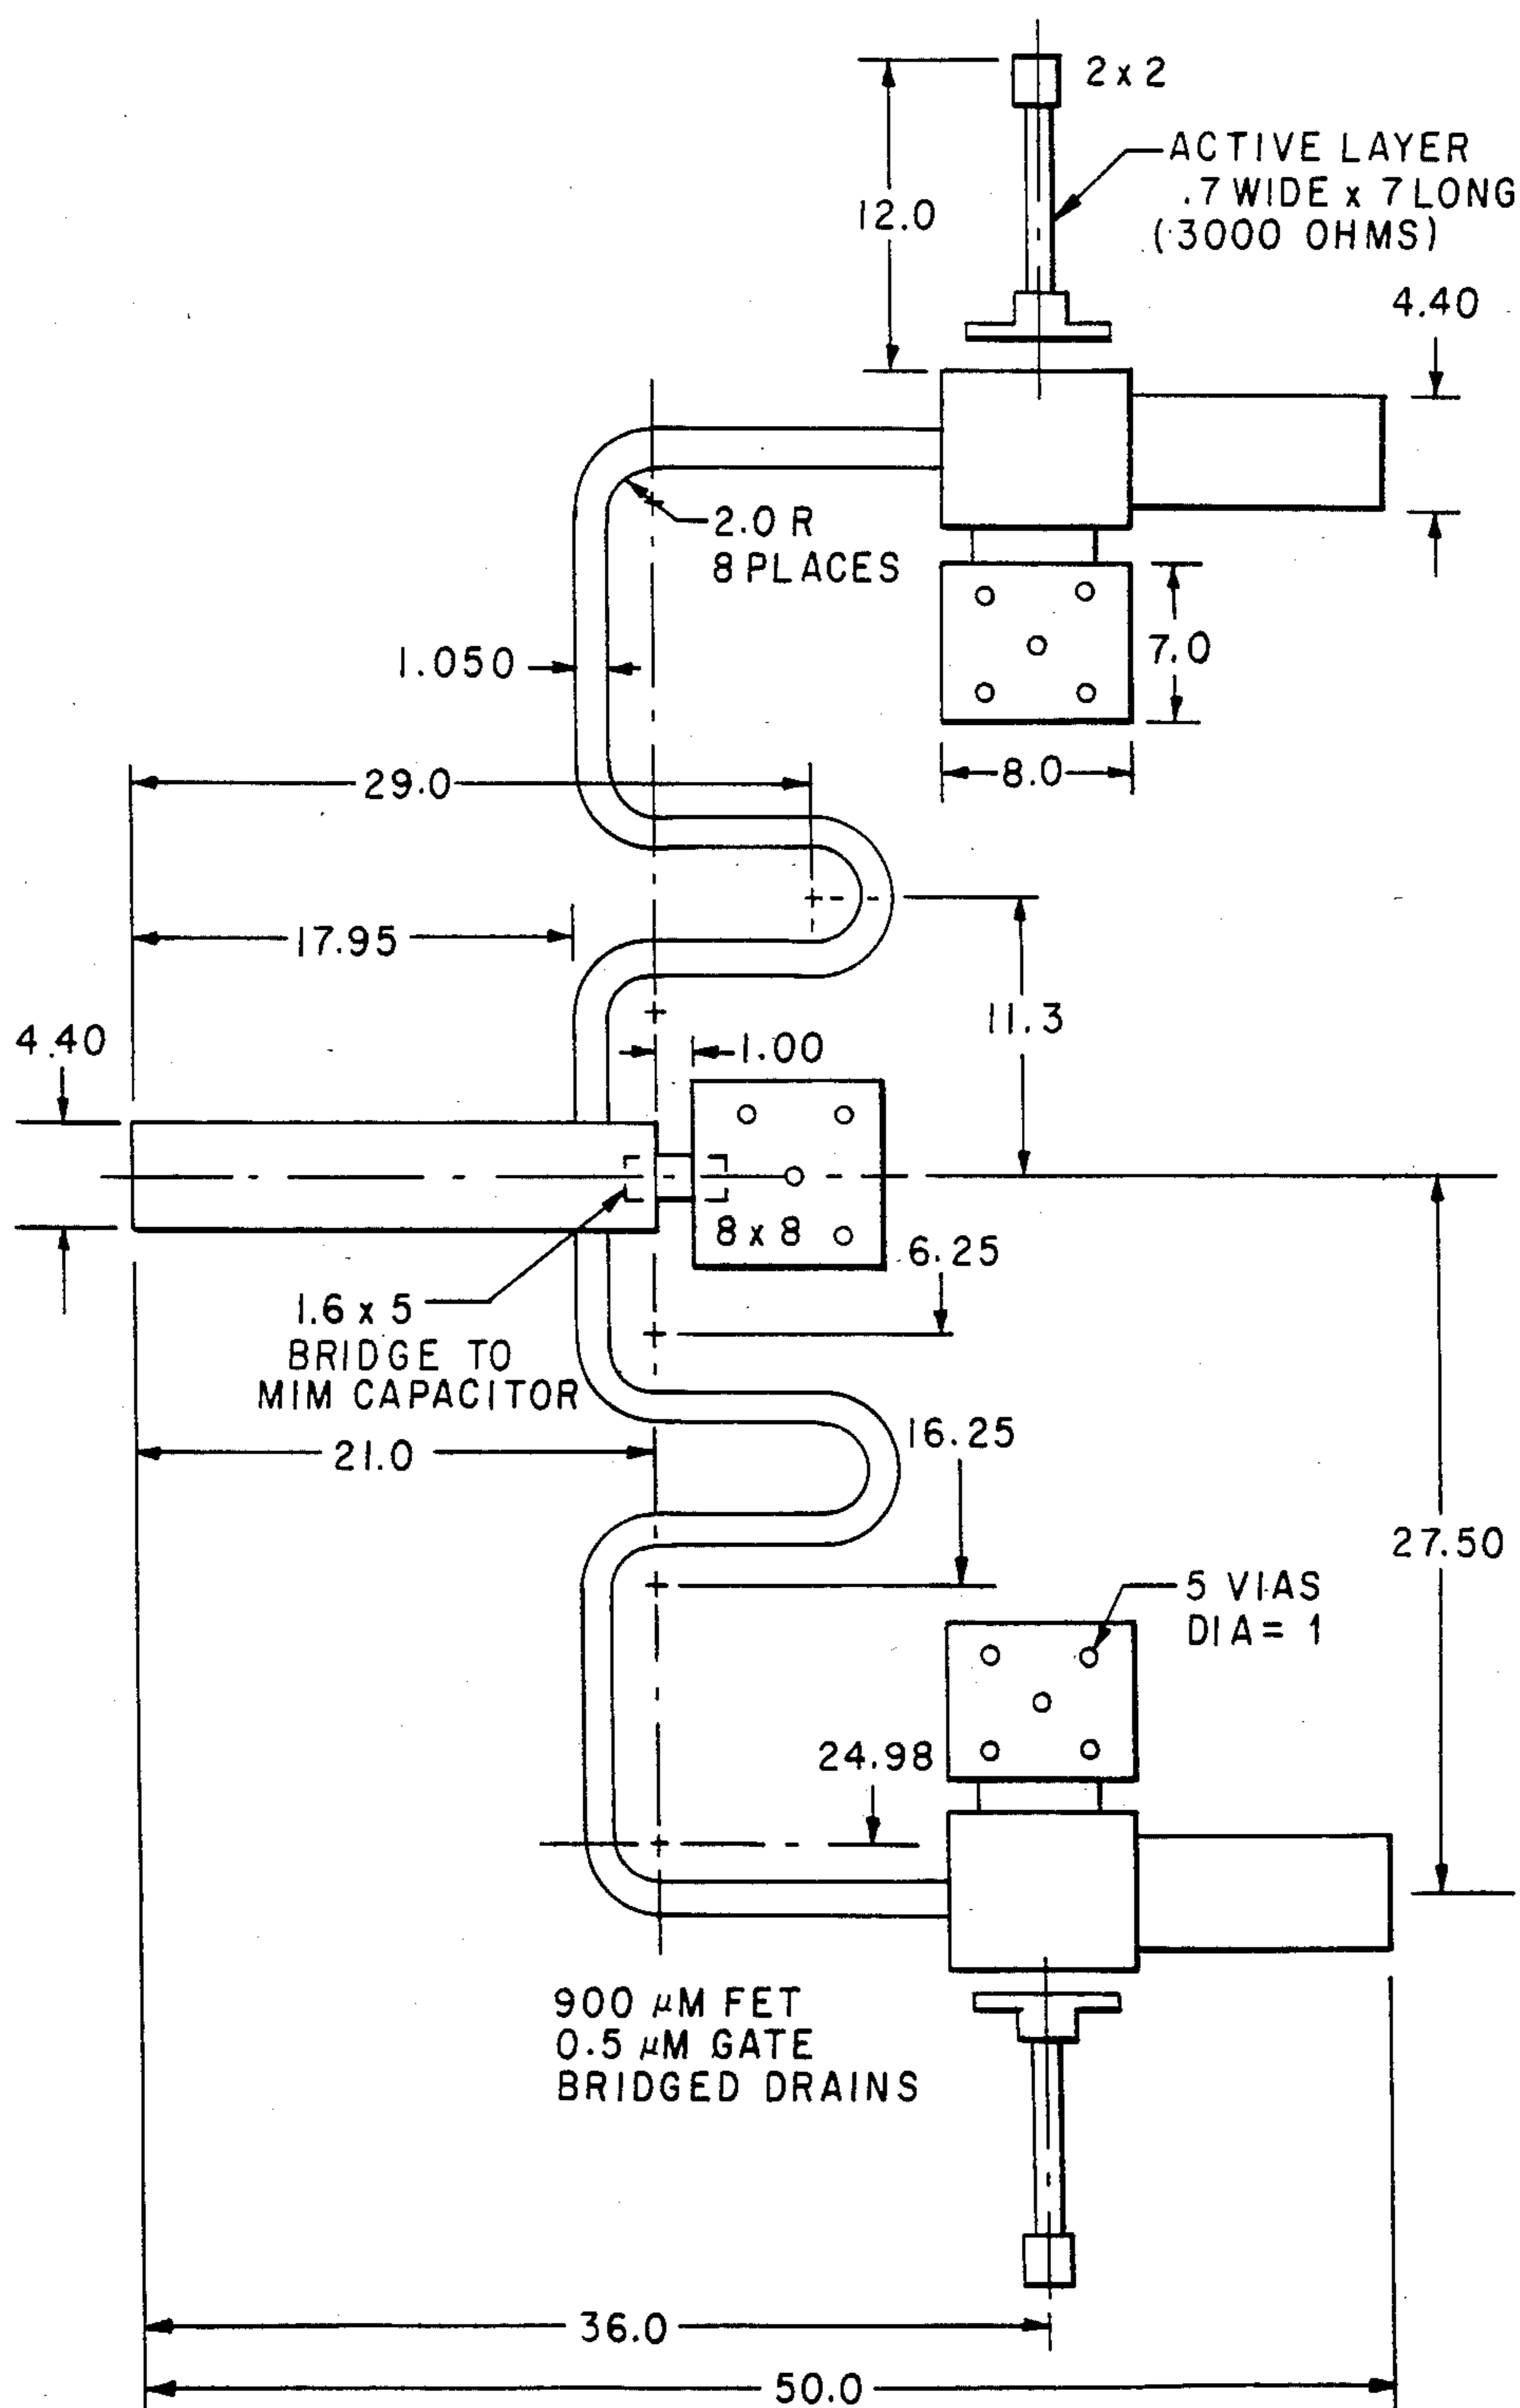 2 x 2
ACTIVE LAYER
.7 WIDE x 7 LONG
(3000 OHMS)
12.0
4.40
2.0 R
8 PLACES
1.050
7.0
29.0
8.0
17.95
4.40
11.3
1.00
8 x 8
6.25
1.6 x 5
BRIDGE TO
MIM CAPACITOR
16.25
21.0
27.50
5 VIAS
DIA = 1
24.98
900 μM FET
0.5 μM GATE
BRIDGED DRAINS
36.0
50.0